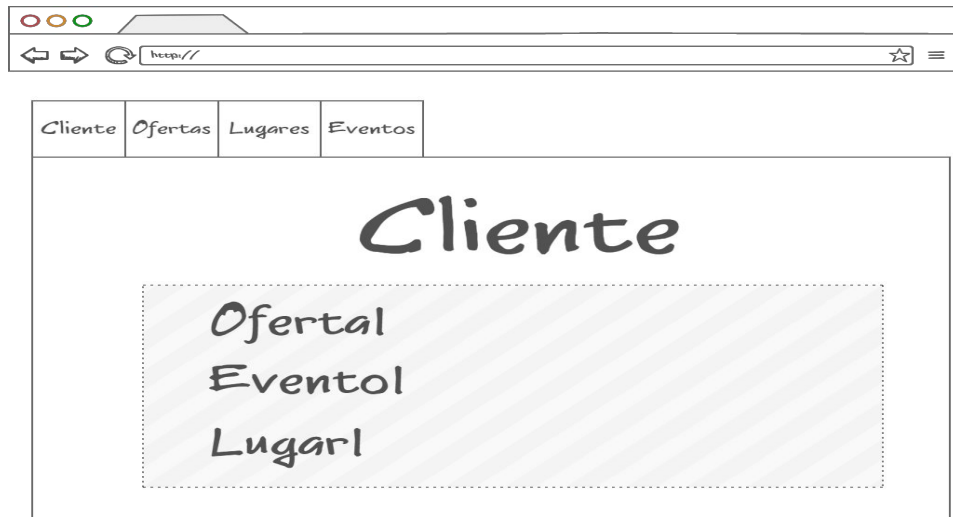 http://
Cliente Ofertas Lugares Eventos
Cliente
Oferta1
Evento1
Lugar1